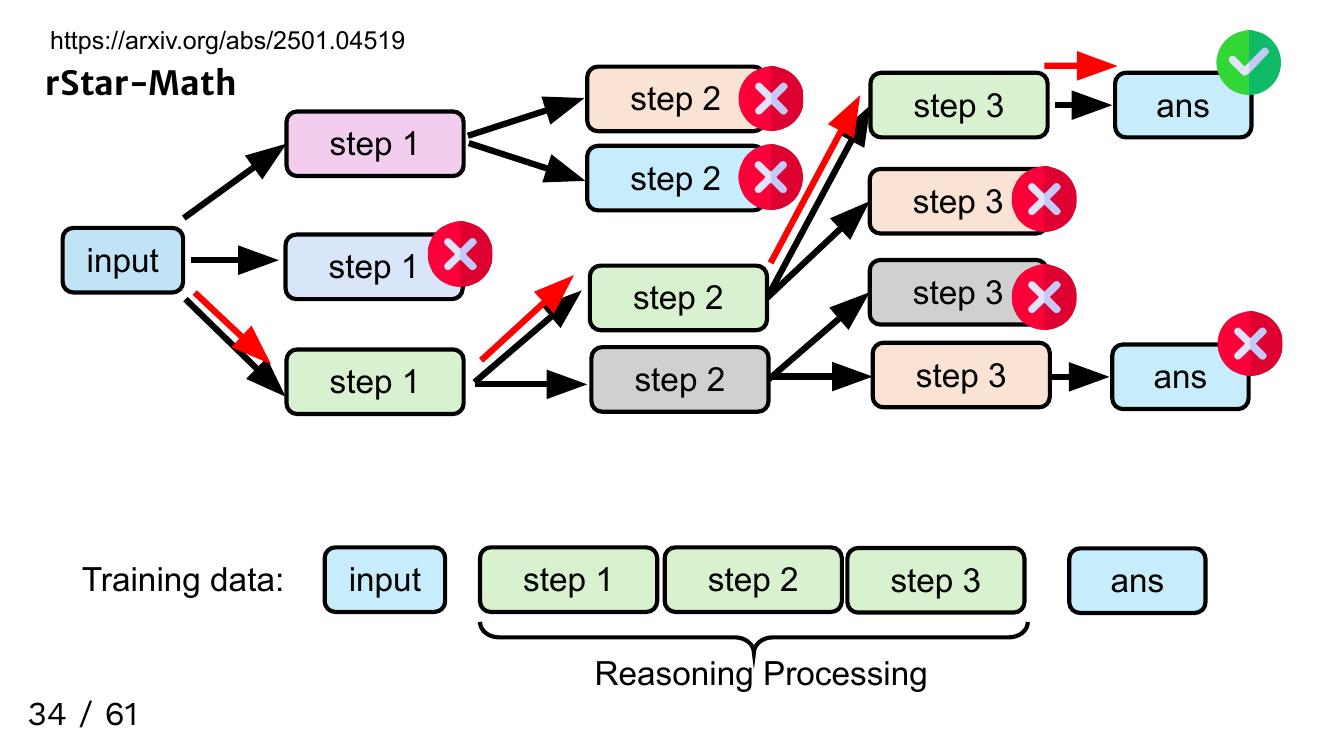 https://arxiv.org/abs/2501.04519
rStar-Math
input
step 1
step 1
step 1
step 2
step 2
step 2
step 2
step 3
step 3
step 3
step 3
ans
ans
Training data:
input
step 1
step 2
step 3
ans
Reasoning Processing
34 / 61